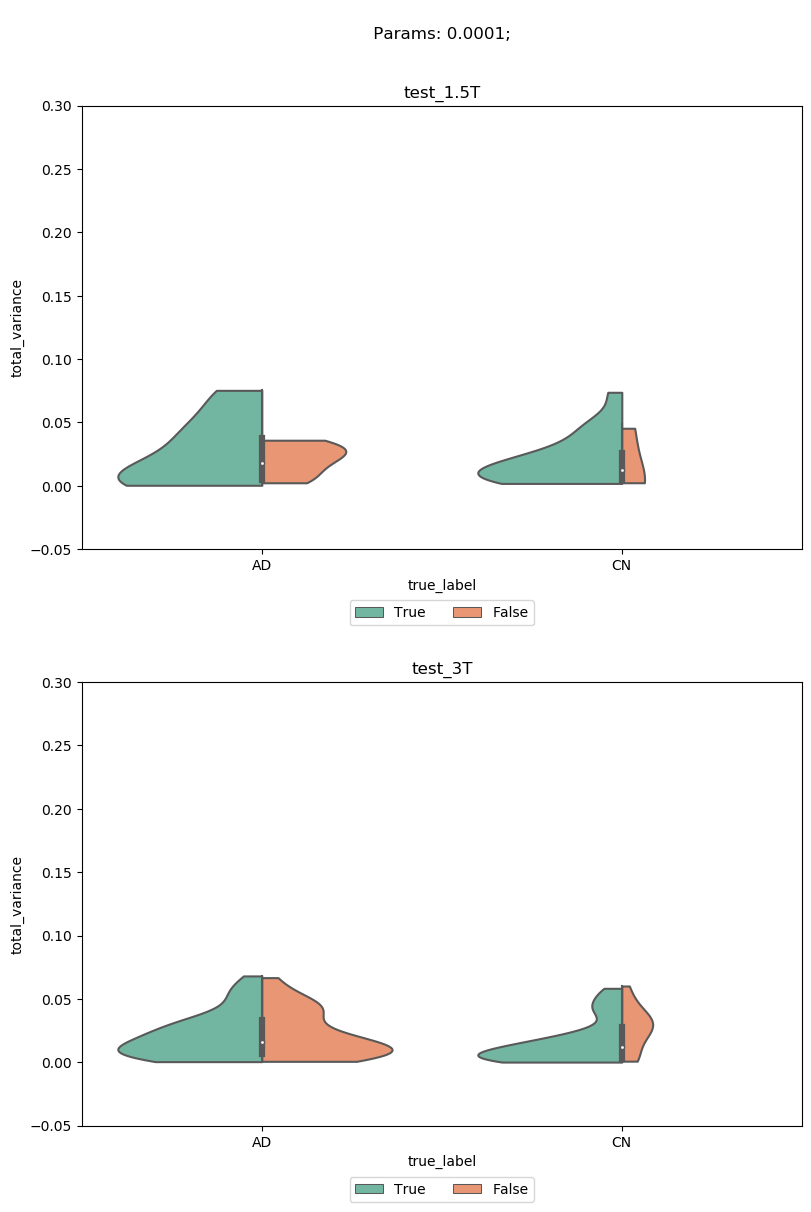 Params: 0.0001;
test_1.5T
0.30
0.25
0.20
0.15
0.10
0.05
0.00
−0.05
total_variance
AD CN
true_label
True False
test_3T
0.30
0.25
0.20
0.15
0.10
0.05
0.00
−0.05
total_variance
AD CN
true_label
True False